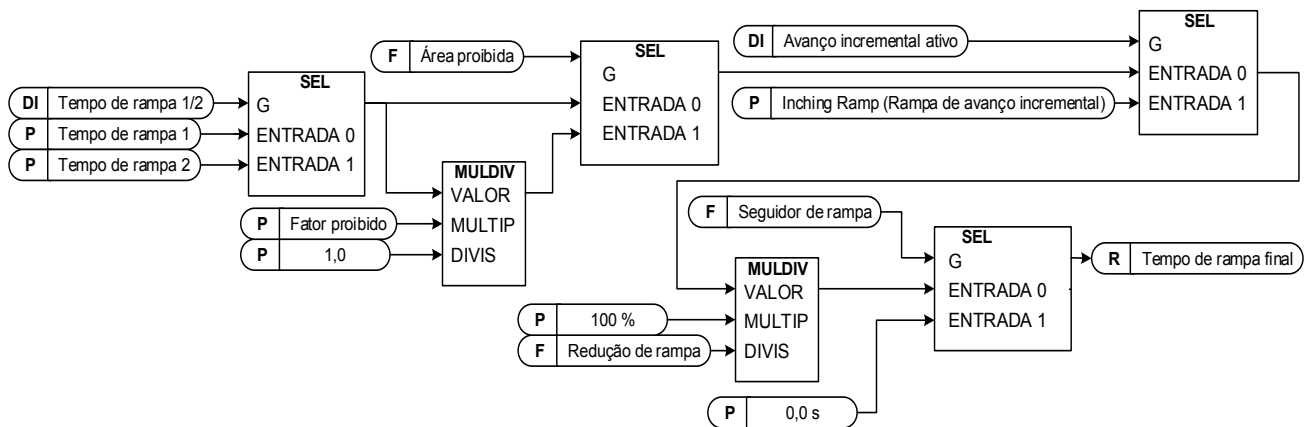 DI Tempo de rampa 1/2
P Tempo de rampa 1
P Tempo de rampa 2
SEL
G
ENTRADA 0
ENTRADA 1
P Fator proibido
P 1,0
MULDIV
VALOR
MULTIP
DIVIS
F Área proibida
SEL
G
ENTRADA 0
ENTRADA 1
DI Avanço incremental ativo
P Inching Ramp (Rampa de avanço incremental)
SEL
G
ENTRADA 0
ENTRADA 1
P 100 %
F Redução de rampa
MULDIV
VALOR
MULTIP
DIVIS
F Seguidor de rampa
P 0,0 s
SEL
G
ENTRADA 0
ENTRADA 1
R Tempo de rampa final